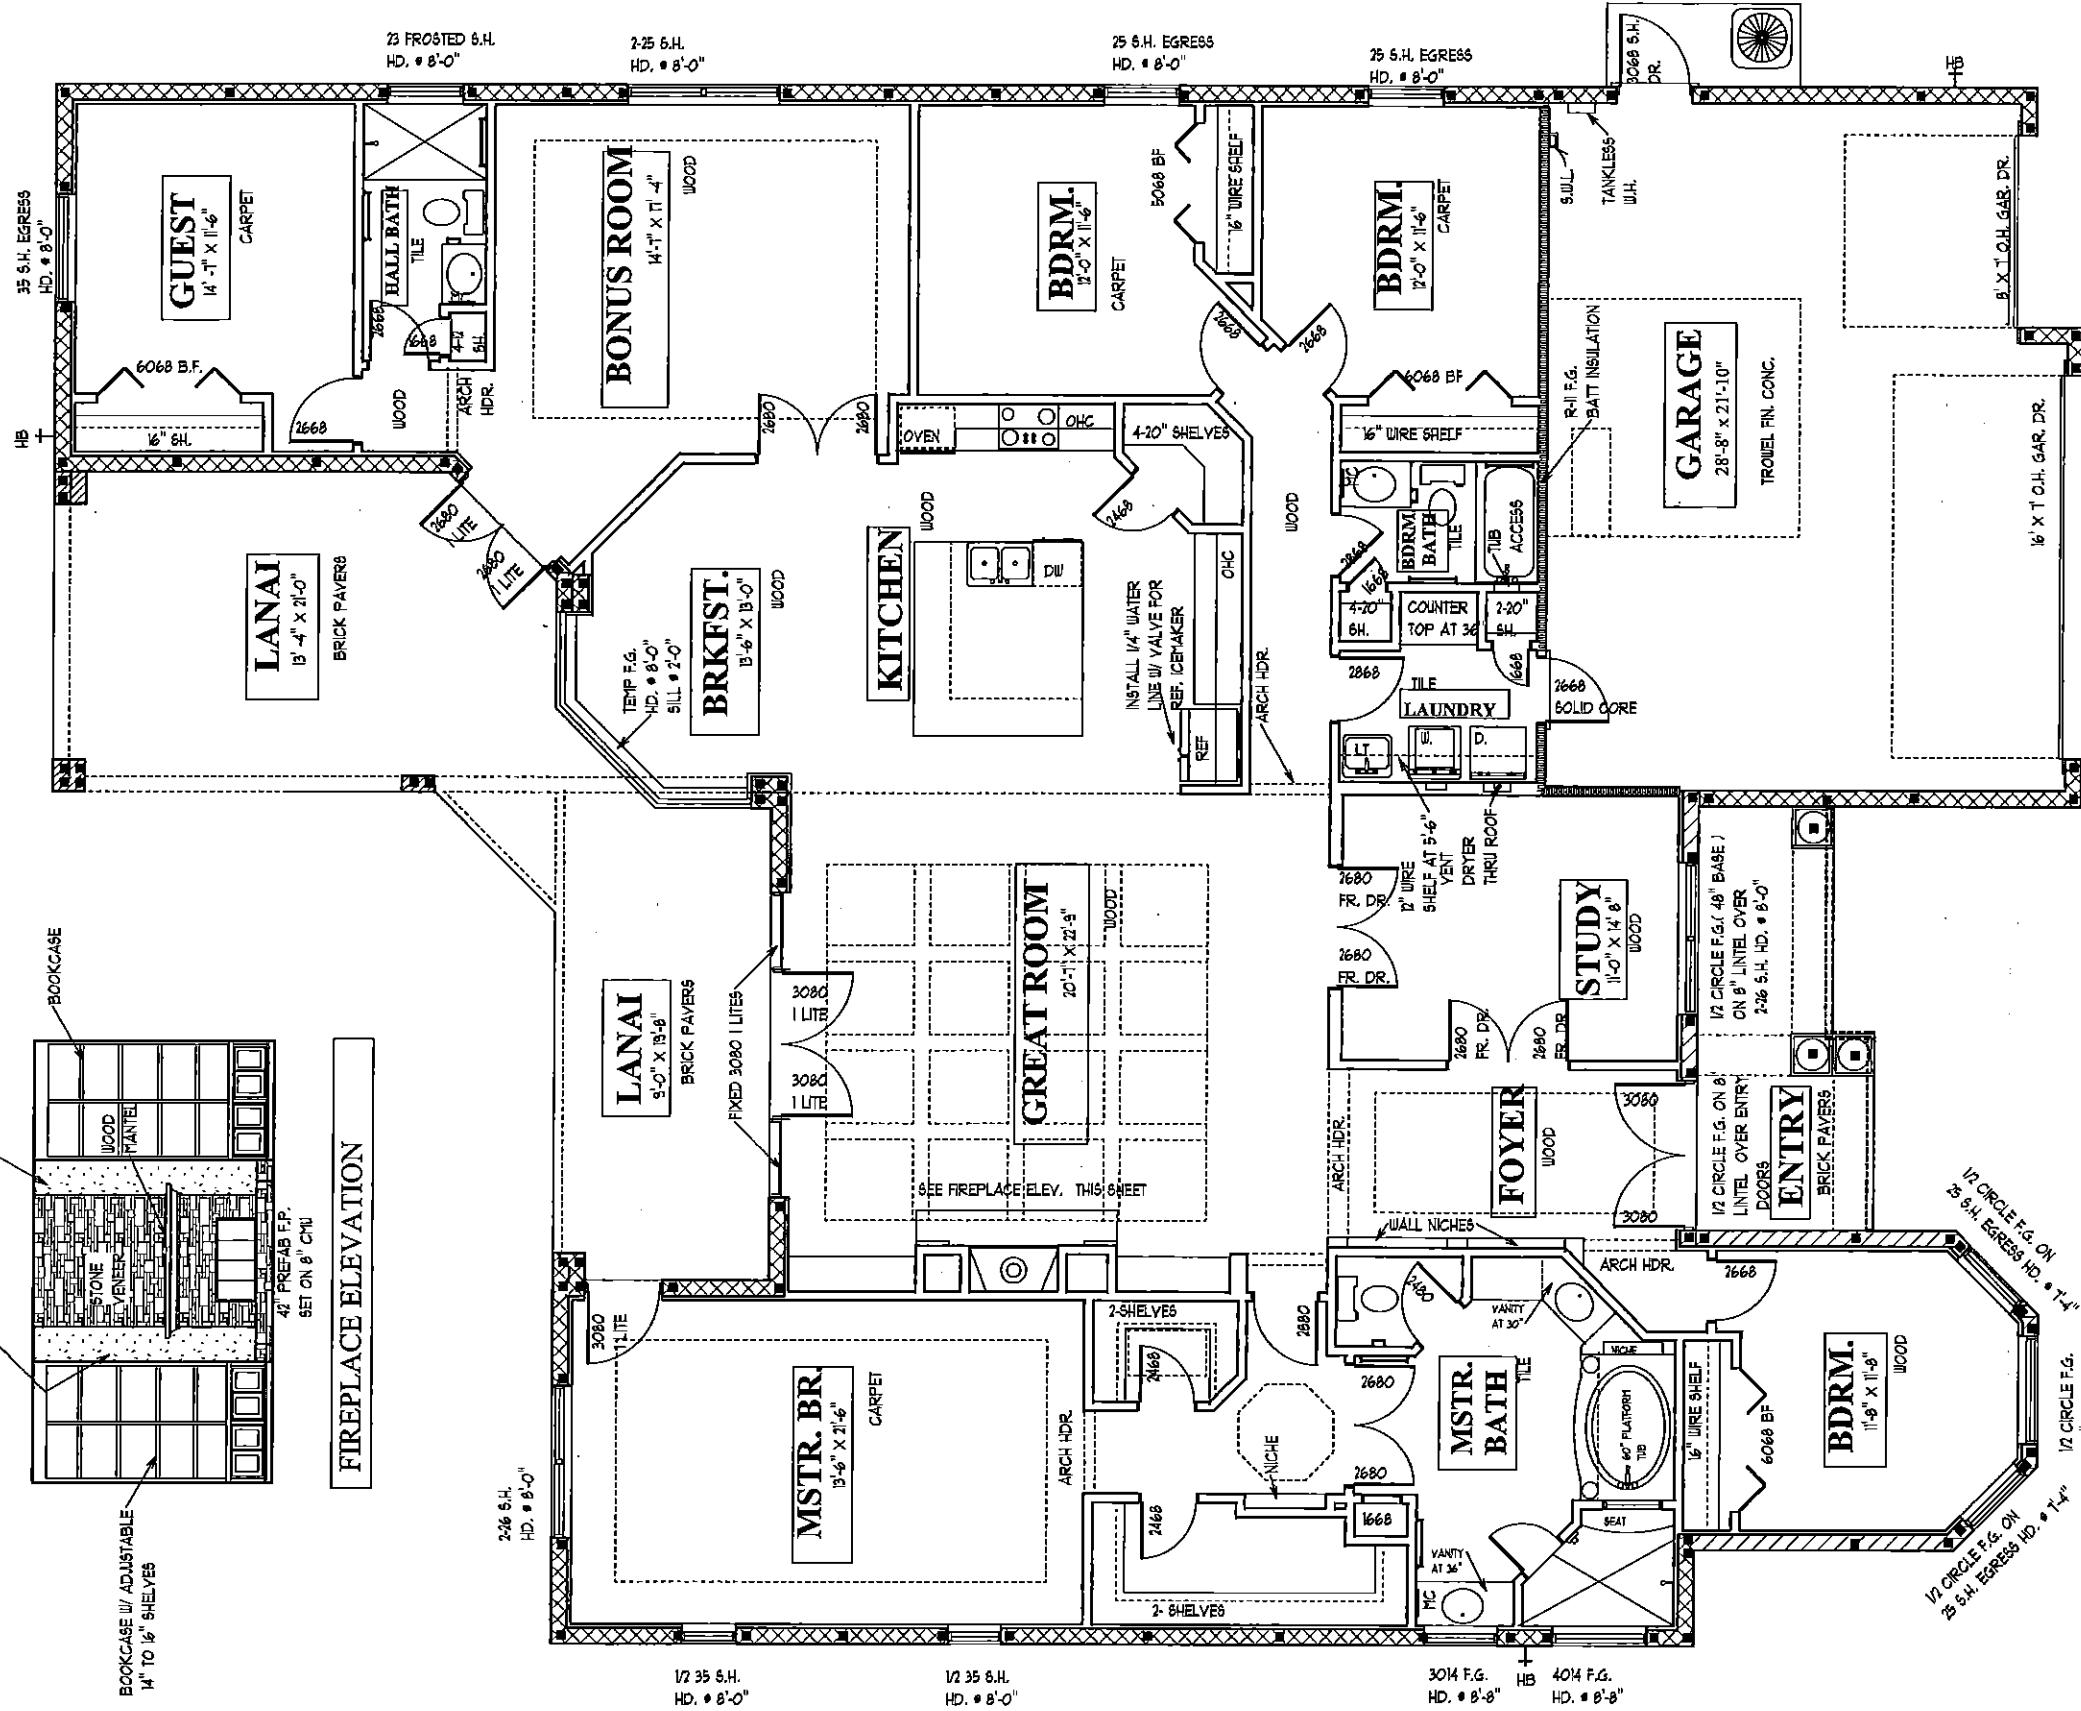 23 FROSTED S.H.
HD. @ 8'-0"
2-25 S.H.
HD. @ 8'-0"
25 S.H. EGRESS
HD. @ 8'-0"
25 S.H. EGRESS
HD. @ 8'-0"
3068 S.H.
DR.
HB
35 S.H. EGRESS
HD. @ 8'-0"
GUEST
14'-7" X 11'-6"
CARPET
6068 B.F.
16" SH.
HB
2668
HALL BATH
TILE
2668
1668
4-12
SH.
WOOD
ARCH
HDR.
BONUS ROOM
14'-7" X 17'-4"
WOOD
2680
2680
BDRM.
12'-0" X 11'-6"
CARPET
5068 BF
16" WIRE SHELF
2668
BDRM.
12'-0" X 11'-6"
CARPET
2668
6068 BF
16" WIRE SHELF
S.W.L.
TANKLESS
W.H.
R-11 F.G.
BATT INSULATION
GARAGE
28'-8" X 21'-10"
TROWEL FIN. CONC.
8' X 7' O.H. GAR. DR.
16' X 7' O.H. GAR. DR.
LANAI
13'-4" X 21'-0"
BRICK PAVERS
2680
1 LITE
2680
1 LITE
TEMP F.G.
HD. @ 8'-0"
SILL @ 2'-0"
BRKFST.
13'-6" X 13'-0"
WOOD
KITCHEN
WOOD
OVEN
OHC
4-20" SHELVES
2468
DW
OHC
REF
INSTALL 1/4" WATER
LINE W/ VALVE FOR
REF. ICEMAKER
ARCH HDR.
WOOD
MC
BDRM
BATH
TILE
TUB
ACCESS
2868
1668
4-20"
SH.
COUNTER
TOP AT 36
2-20"
SH.
1668
2868
TILE
LAUNDRY
LT
W.
D.
2668
SOLID CORE
12" WIRE
SHELF AT 5'-6"
VENT
DRYER
THRU ROOF
BOOKCASE
WOOD
MANTEL
STONE
VENEER
42" PREFAB F.P.
SET ON 8" CMU
BOOKCASE W/ ADJUSTABLE
14" TO 16" SHELVES
FIREPLACE ELEVATION
LANAI
9'-0" X 19'-8"
BRICK PAVERS
FIXED 3080 1 LITES
3080
1 LITE
3080
1 LITE
GREAT ROOM
20'-7" X 22'-9"
WOOD
SEE FIREPLACE ELEV. THIS SHEET
2680
FR. DR.
2680
FR. DR.
STUDY
11'-0" X 14' 8"
WOOD
2680
FR. DR.
2680
FR. DR.
1/2 CIRCLE F.G.( 48" BASE )
ON 8" LINTEL OVER
2-26 S.H. HD. @ 8'-0"
ARCH HDR.
FOYER
WOOD
3080
3080
1/2 CIRCLE F.G. ON 8
LINTEL OVER ENTRY
DOORS
ENTRY
BRICK PAVERS
WALL NICHES
ARCH HDR.
3080
1 LITE
2-26 S.H.
HD. @ 8'-0"
MSTR. BR.
13'-6" X 21'-6"
CARPET
ARCH HDR.
2-SHELVES
2468
2880
2468
NICHE
2- SHELVES
2480
2680
2680
1668
VANITY
AT 30"
MSTR.
BATH
TILE
NICHE
60" PLATFORM
TUB
SEAT
VANITY
AT 36"
MC
2668
BDRM.
11'-8" X 11'-8"
WOOD
16" WIRE SHELF
6068 BF
1/2 CIRCLE F.G. ON
25 S.H. EGRESS HD. @ 7'-4"
1/2 CIRCLE F.G.
1/2 CIRCLE F.G. ON
25 S.H. EGRESS HD. @ 7'-4"
1/2 35 S.H.
HD. @ 8'-0"
1/2 35 S.H.
HD. @ 8'-0"
3014 F.G.
HD. @ 8'-8"
HB
4014 F.G.
HD. @ 8'-8"